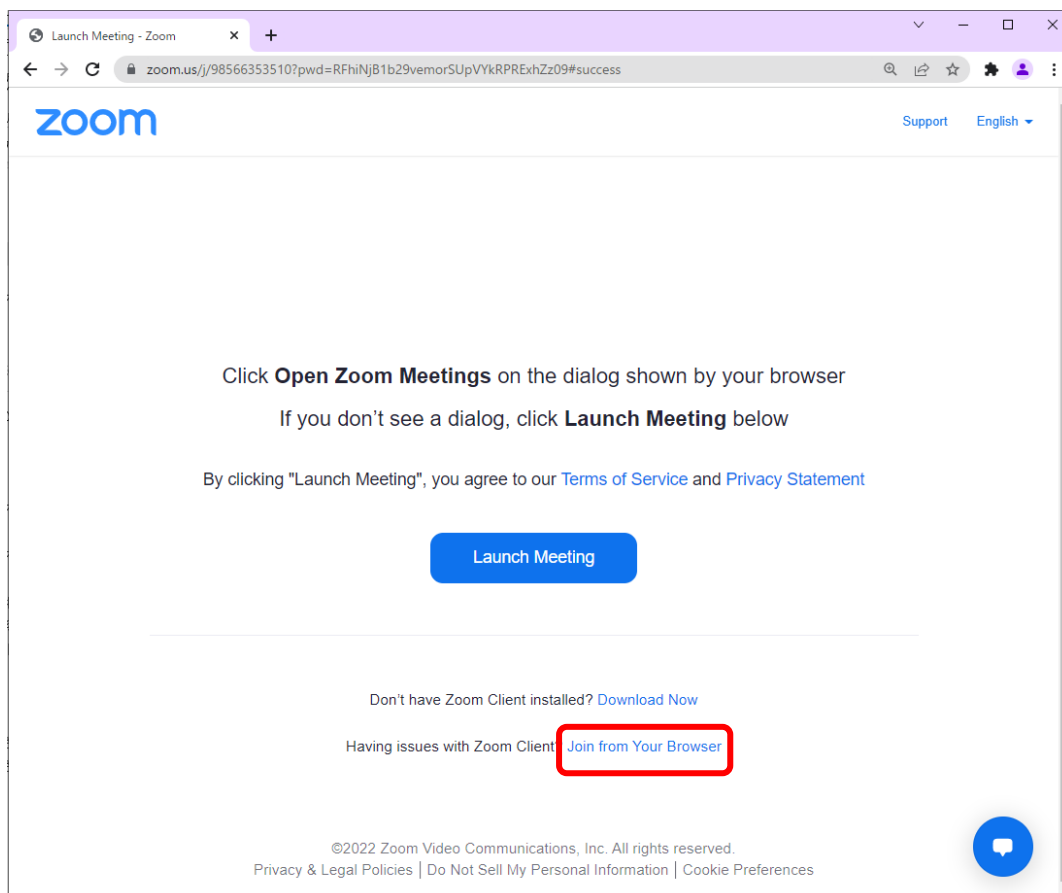 Launch Meeting - Zoom
zoom.us/j/98566353510?pwd=RFhiNjB1b29vemorSUpVYkRPRExhZz09#success
zoom
Support English
Click Open Zoom Meetings on the dialog shown by your browser
If you don’t see a dialog, click Launch Meeting below
By clicking "Launch Meeting", you agree to our Terms of Service and Privacy Statement
Launch Meeting
Don’t have Zoom Client installed? Download Now
Having issues with Zoom Client? Join from Your Browser
©2022 Zoom Video Communications, Inc. All rights reserved.
Privacy & Legal Policies | Do Not Sell My Personal Information | Cookie Preferences